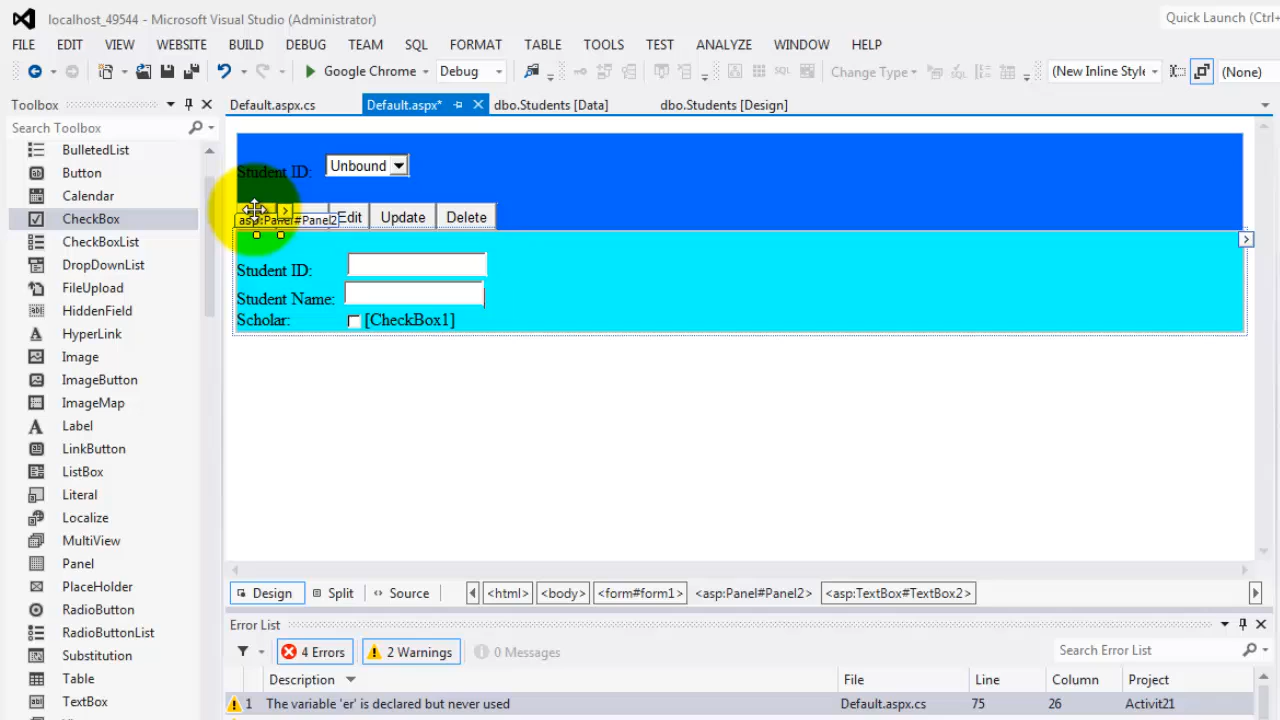 localhost_49544 - Microsoft Visual Studio (Administrator)
Quick Launch (Ctrl+
FILE EDIT VIEW WEBSITE BUILD DEBUG TEAM SQL FORMAT TABLE TOOLS TEST ANALYZE WINDOW HELP
Google Chrome Debug Change Type (New Inline Style (None)
Toolbox
Default.aspx.cs Default.aspx* dbo.Students [Data] dbo.Students [Design]
Search Toolbox
BulletedList
Button
Calendar
CheckBox
CheckBoxList
DropDownList
FileUpload
HiddenField
HyperLink
Image
ImageButton
ImageMap
Label
LinkButton
ListBox
Literal
Localize
MultiView
Panel
PlaceHolder
RadioButton
RadioButtonList
Substitution
Table
TextBox
Student ID: Unbound
Edit Update Delete
asp:Panel#Panel2
Student ID:
Student Name:
Scholar: [CheckBox1]
Design Split Source <html> <body> <form#form1> <asp:Panel#Panel2> <asp:TextBox#TextBox2>
Error List
4 Errors 2 Warnings 0 Messages Search Error List
Description File Line Column Project
1 The variable 'er' is declared but never used Default.aspx.cs 75 26 Activit21